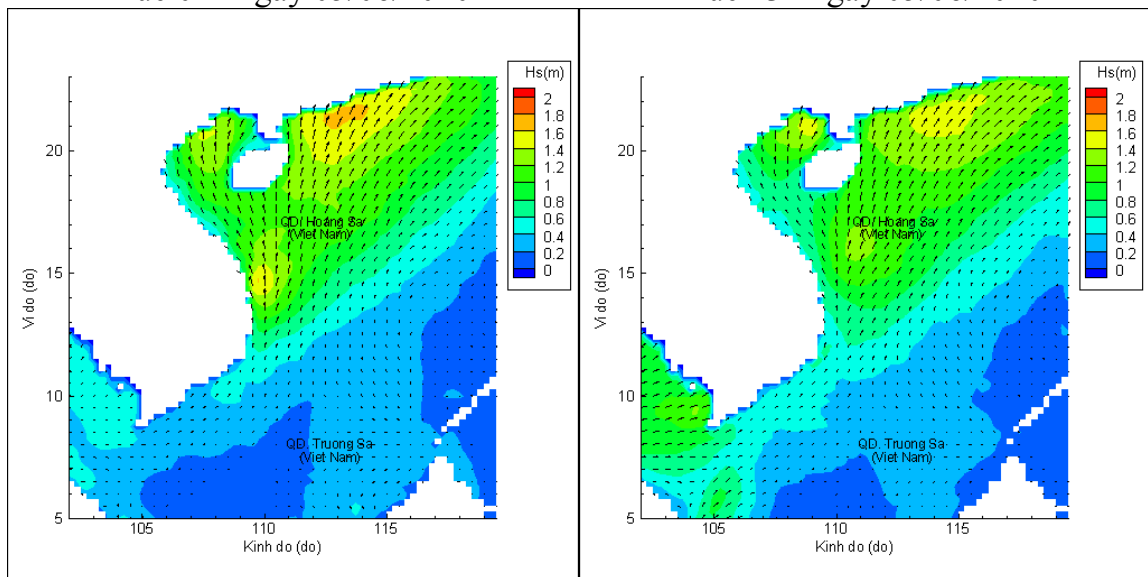 Hs(m)
2
1.8
1.6
1.4
1.2
1
0.8
0.6
0.4
0.2
0
20
15
10
5
105
110
115
Vi do (do)
Kinh do (do)
QD. Hoang Sa
(Viet Nam)
QD. Truong Sa
(Viet Nam)
Hs(m)
2
1.8
1.6
1.4
1.2
1
0.8
0.6
0.4
0.2
0
20
15
10
5
105
110
115
Vi do (do)
Kinh do (do)
QD. Hoang Sa
(Viet Nam)
QD. Truong Sa
(Viet Nam)